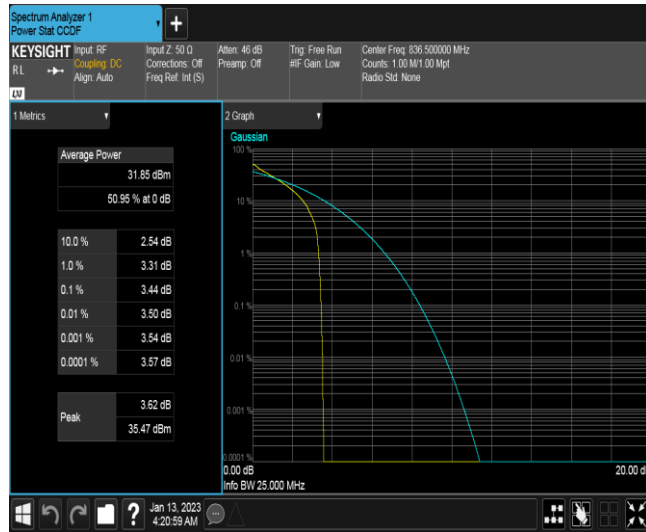 Spectrum Analyzer 1
Power Stat CCDF
KEYSIGHT
RL
LXI
Input: RF
Coupling: DC
Align: Auto
Input Z: 50 Ω
Corrections: Off
Freq Ref: Int (S)
Atten: 46 dB
Preamp: Off
Trig: Free Run
#IF Gain: Low
Center Freq: 836.500000 MHz
Counts: 1.00 M/1.00 Mpt
Radio Std: None
1 Metrics
Average Power
31.85 dBm
50.95 % at 0 dB
10.0 % 2.54 dB
1.0 % 3.31 dB
0.1 % 3.44 dB
0.01 % 3.50 dB
0.001 % 3.54 dB
0.0001 % 3.57 dB
Peak
3.62 dB
35.47 dBm
2 Graph
Gaussian
100 %
10 %
1 %
0.1 %
0.01 %
0.001 %
0.0001 %
0.00 dB
20.00 d
Info BW 25.000 MHz
?
Jan 13, 2023
4:20:59 AM